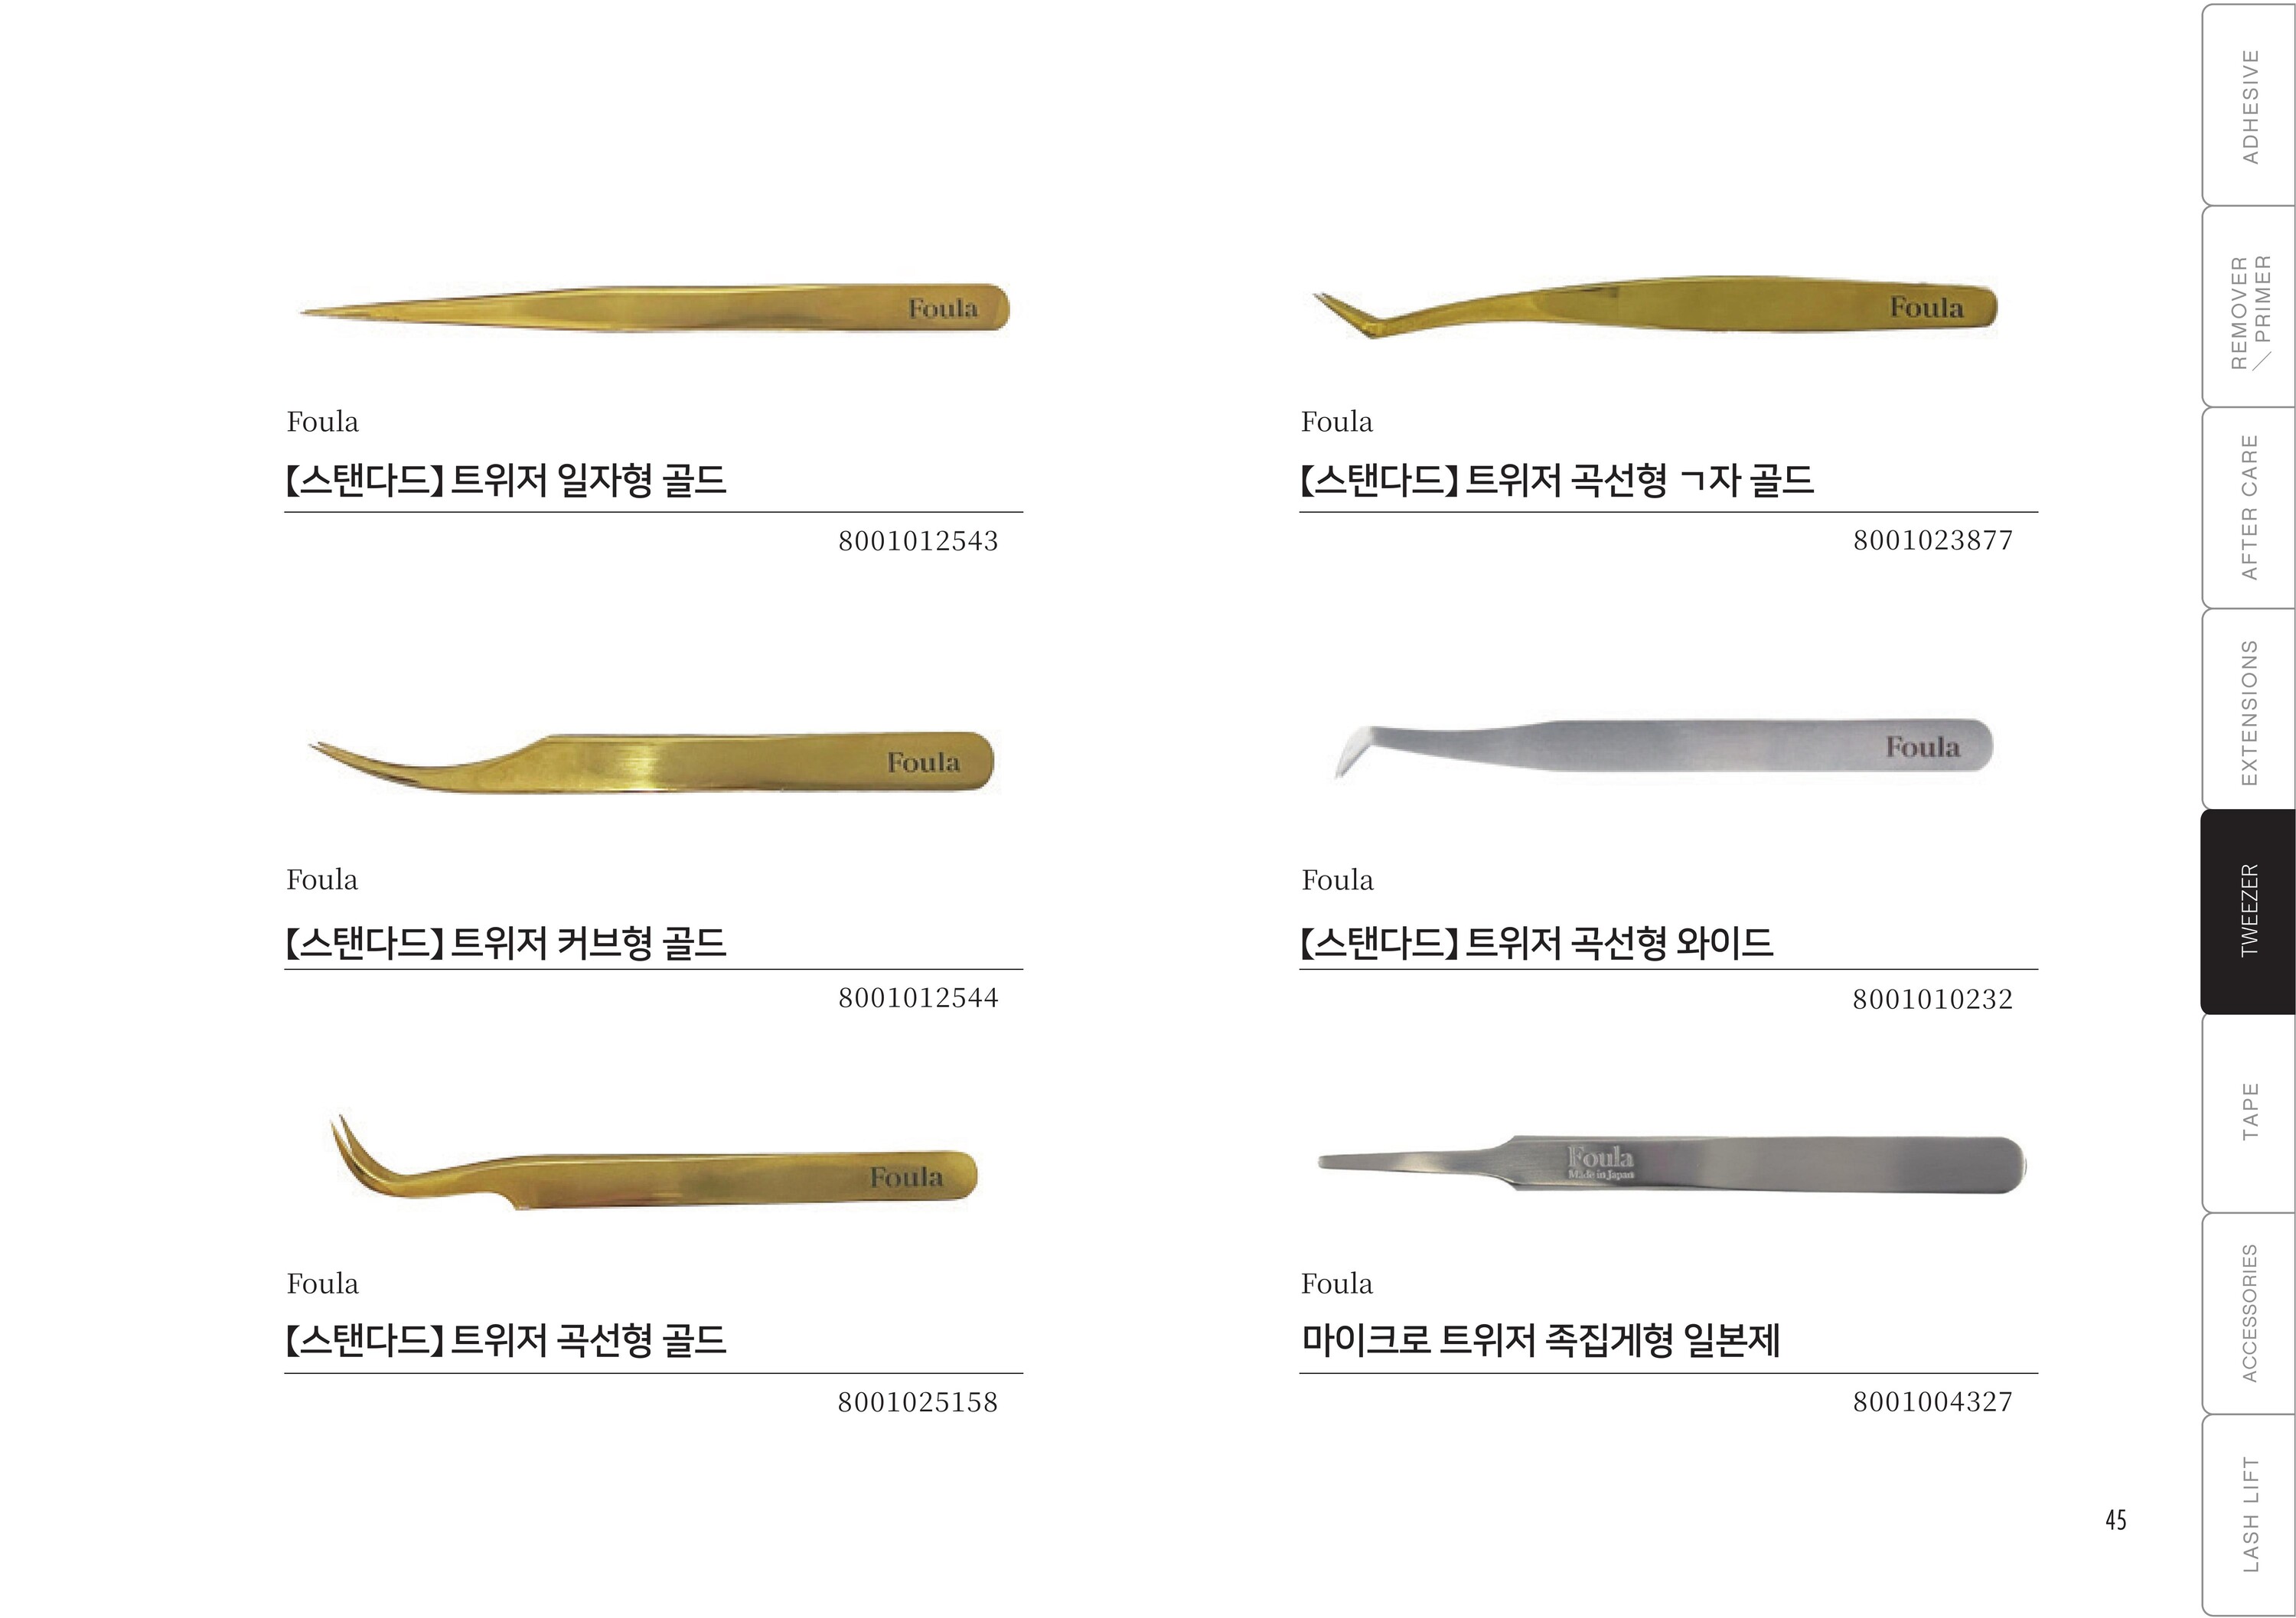 Foula
Foula
【스탠다드】 트위저 일자형 골드
8001012543
Foula
Foula
【스탠다드】 트위저 곡선형 ㄱ자 골드
8001023877
Foula
Foula
【스탠다드】 트위저 커브형 골드
8001012544
Foula
Foula
【스탠다드】 트위저 곡선형 와이드
8001010232
Foula
Foula
【스탠다드】 트위저 곡선형 골드
8001025158
Foula
Made in Japan
Foula
마이크로 트위저 족집게형 일본제
8001004327
45
ADHESIVE
REMOVER
/ PRIMER
AFTER CARE
EXTENSIONS
TWEEZER
TAPE
ACCESSORIES
LASH LIFT